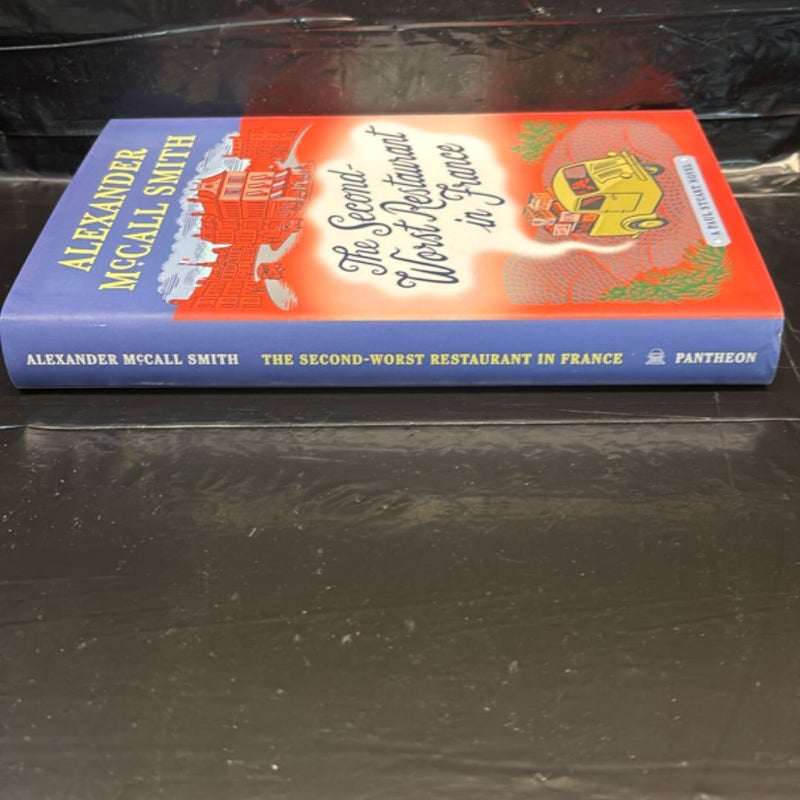 ALEXANDER
McCALL SMITH
The Second-
Worst Restaurant
in France
A PAUL STUART NOVEL
ALEXANDER McCALL SMITH THE SECOND-WORST RESTAURANT IN FRANCE PANTHEON